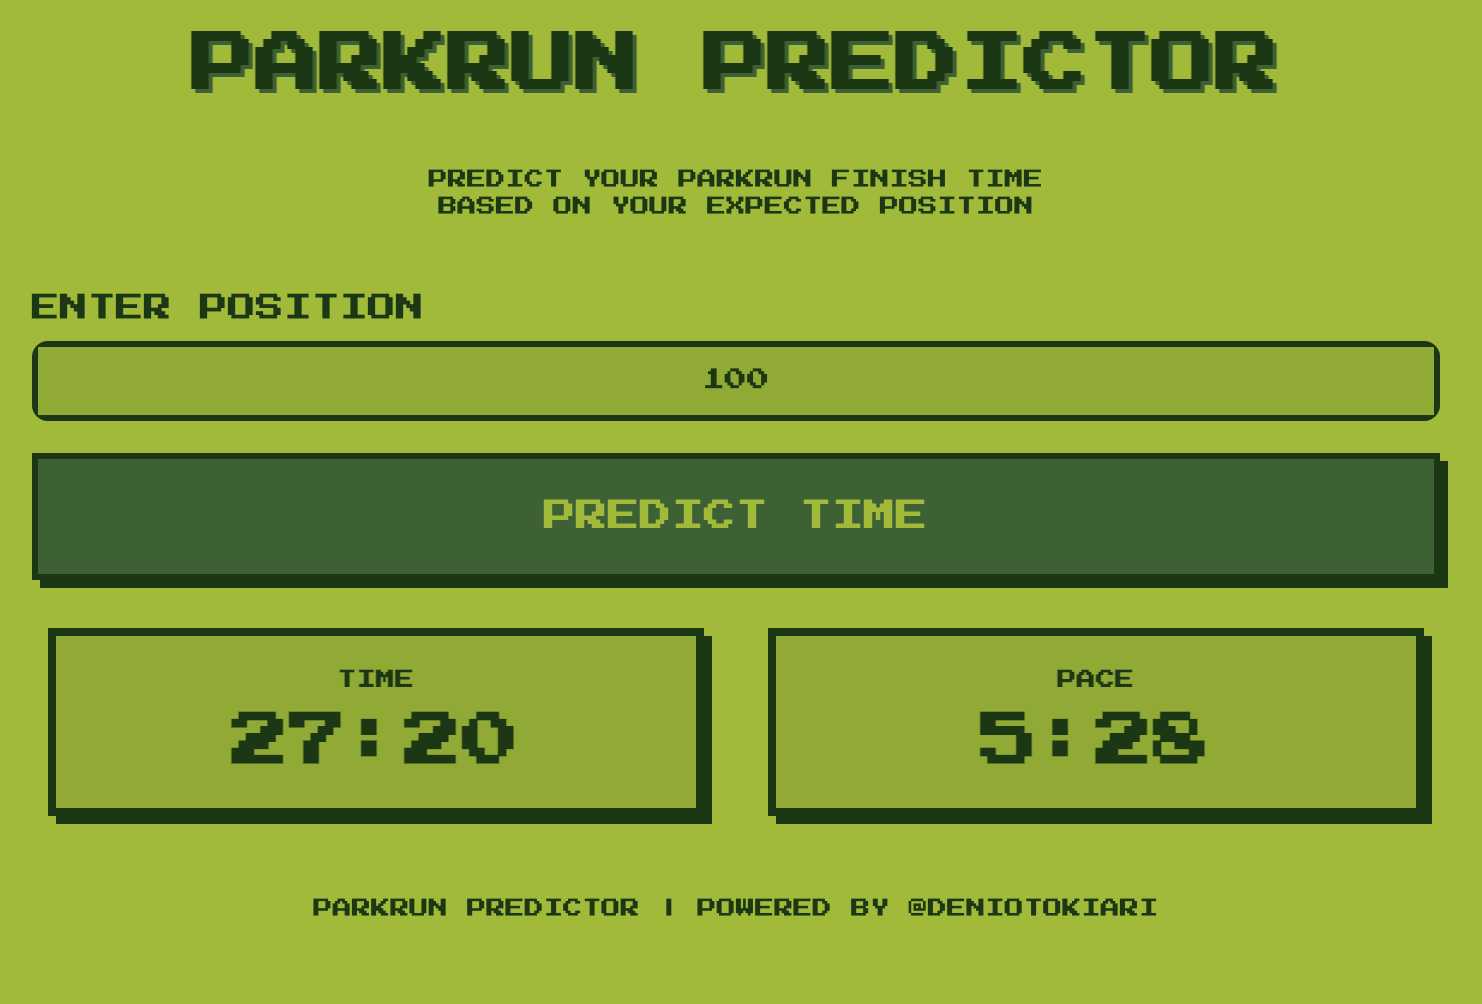 PARKRUN PREDICTOR
PREDICT YOUR PARKRUN FINISH TIME
BASED ON YOUR EXPECTED POSITION
ENTER POSITION
100
PREDICT TIME
TIME
27:20
PACE
5:28
PARKRUN PREDICTOR | POWERED BY @DENIOTOKIARI